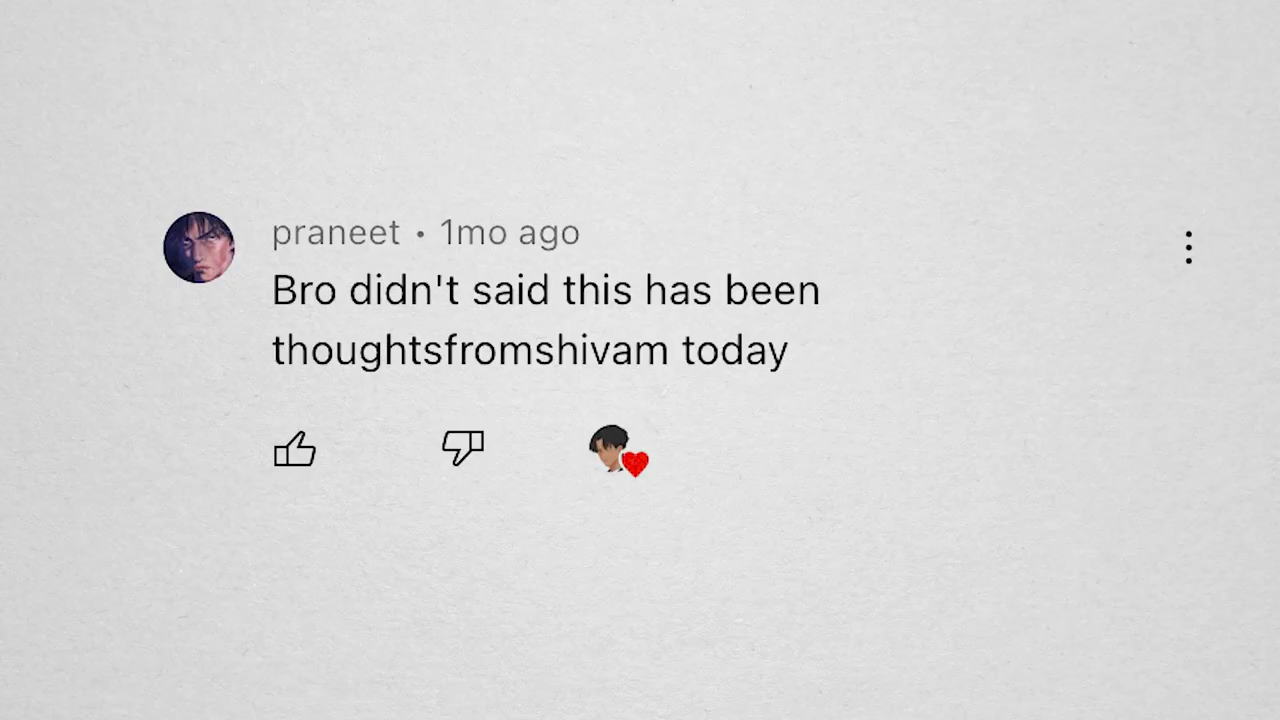 praneet • 1mo ago
Bro didn't said this has been
thoughtsfromshivam today